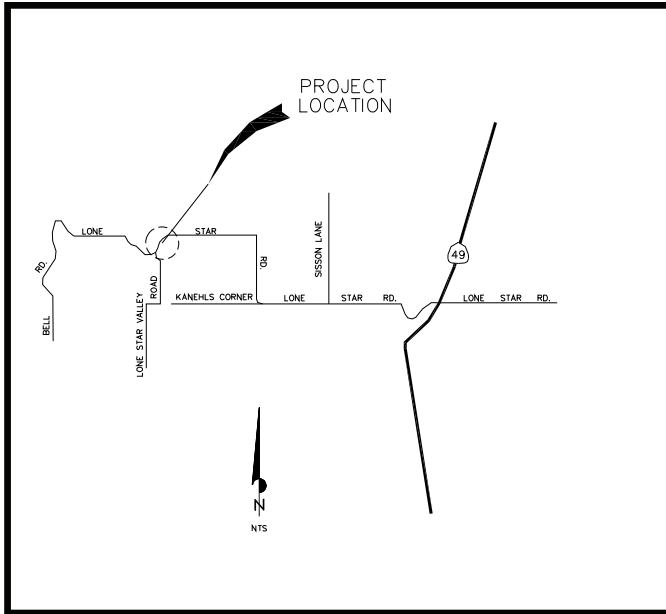 PROJECT
LOCATION
LONE STAR
RD.
SISSON LANE
49
RD.
ROAD
KANEHLS CORNER LONE STAR RD. LONE STAR RD.
BELL
LONE STAR VALLEY
N
NTS